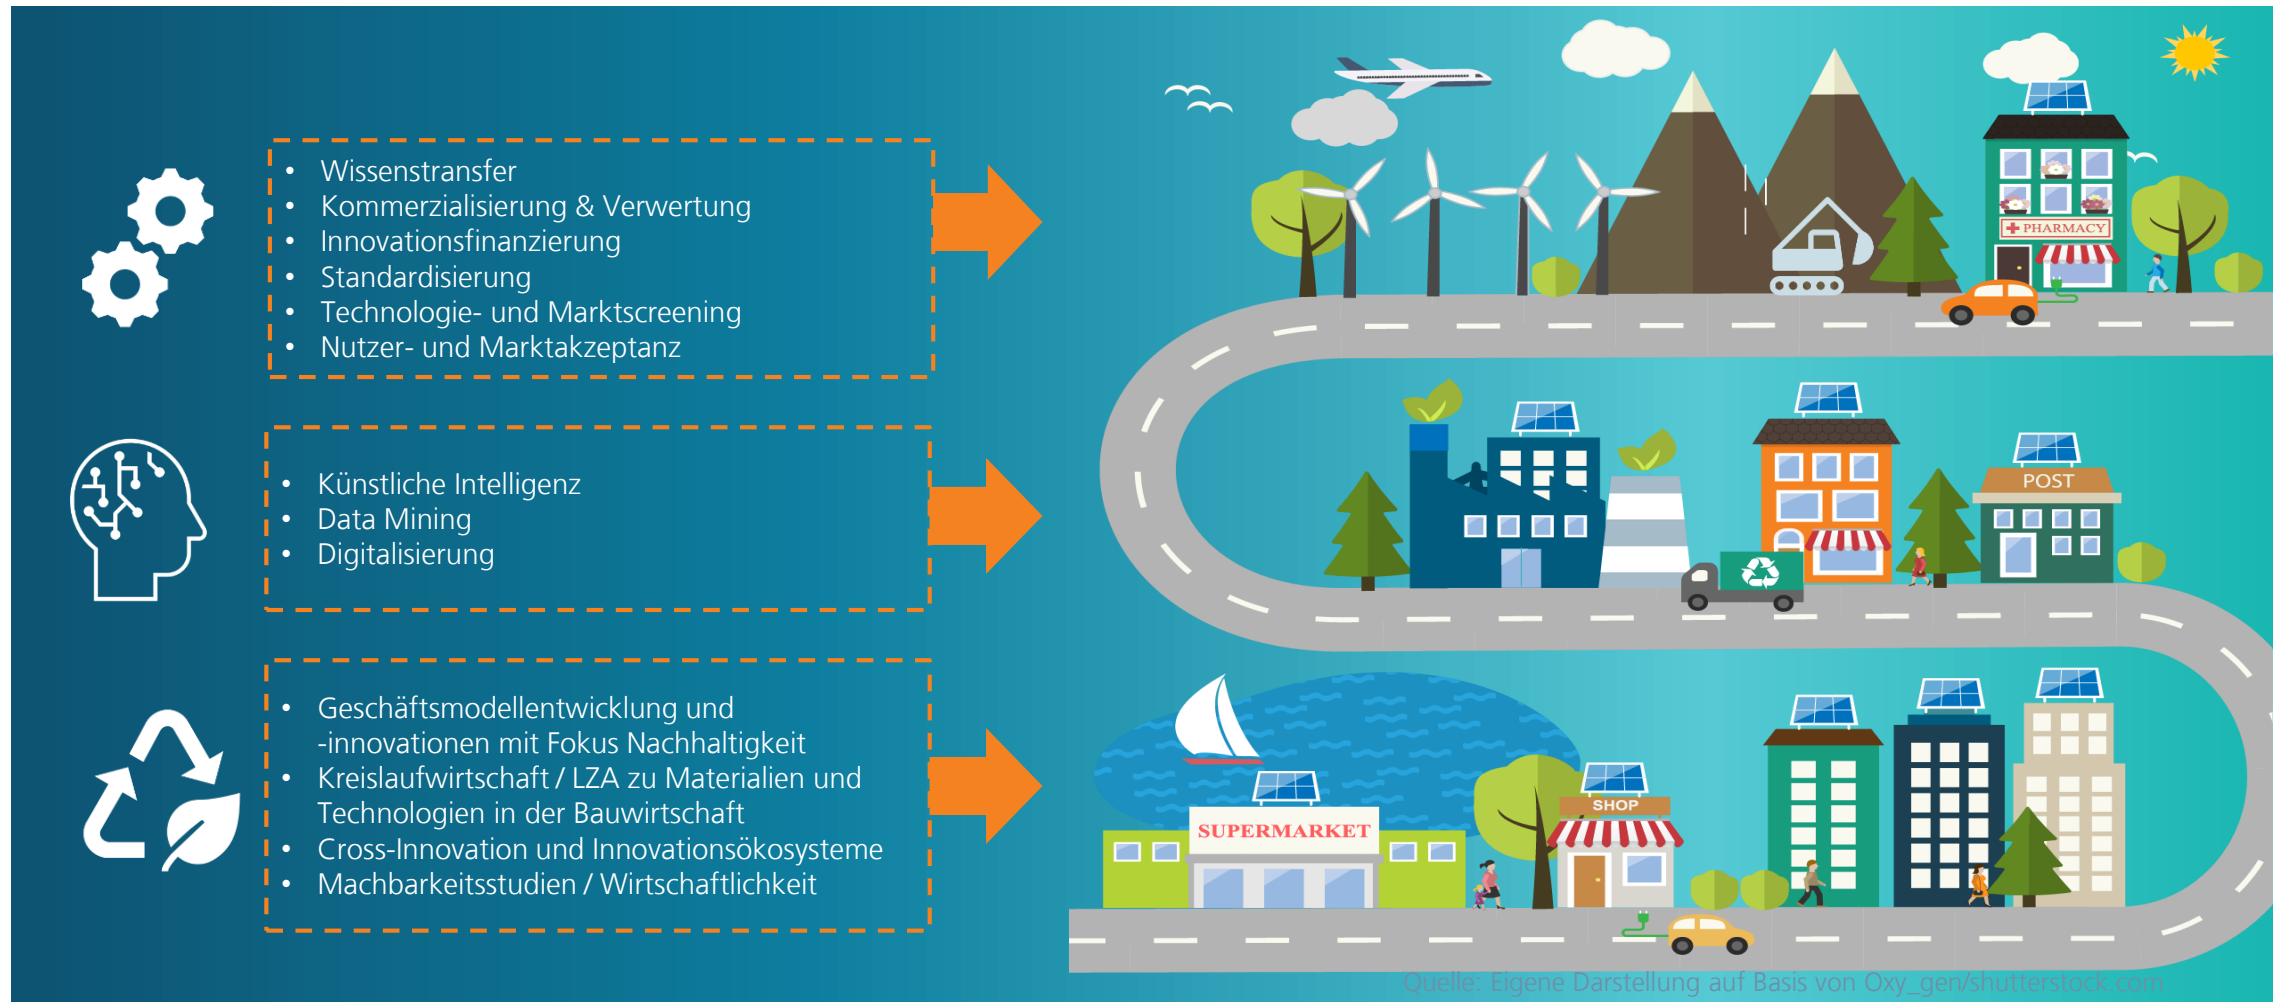 • Wissenstransfer
• Kommerzialisierung & Verwertung
• Innovationsfinanzierung
• Standardisierung
• Technologie- und Marktscreening
• Nutzer- und Marktakzeptanz
• Künstliche Intelligenz
• Data Mining
• Digitalisierung
• Geschäftsmodellentwicklung und
-innovationen mit Fokus Nachhaltigkeit
• Kreislaufwirtschaft / LZA zu Materialien und
Technologien in der Bauwirtschaft
• Cross-Innovation und Innovationsökosysteme
• Machbarkeitsstudien / Wirtschaftlichkeit
PHARMACY
POST
SUPERMARKET
SHOP
Quelle: Eigene Darstellung auf Basis von Oxy_gen/shutterstock.com